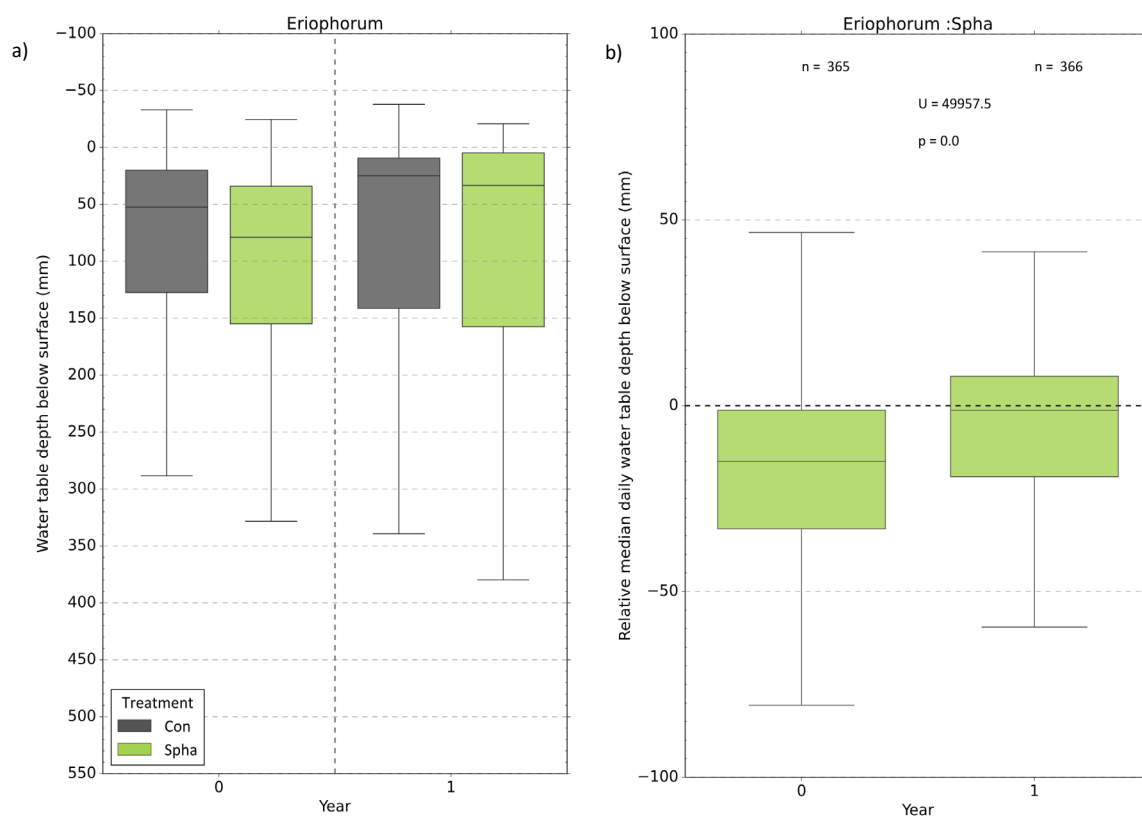 a)
Eriophorum
−100
−50
0
50
100
150
200
250
300
350
400
450
500
550
Water table depth below surface (mm)
Treatment
Con
Spha
0
1
Year
b)
Eriophorum :Spha
100
50
0
−50
−100
Relative median daily water table depth below surface (mm)
n = 365
n = 366
U = 49957.5
p = 0.0
0
1
Year